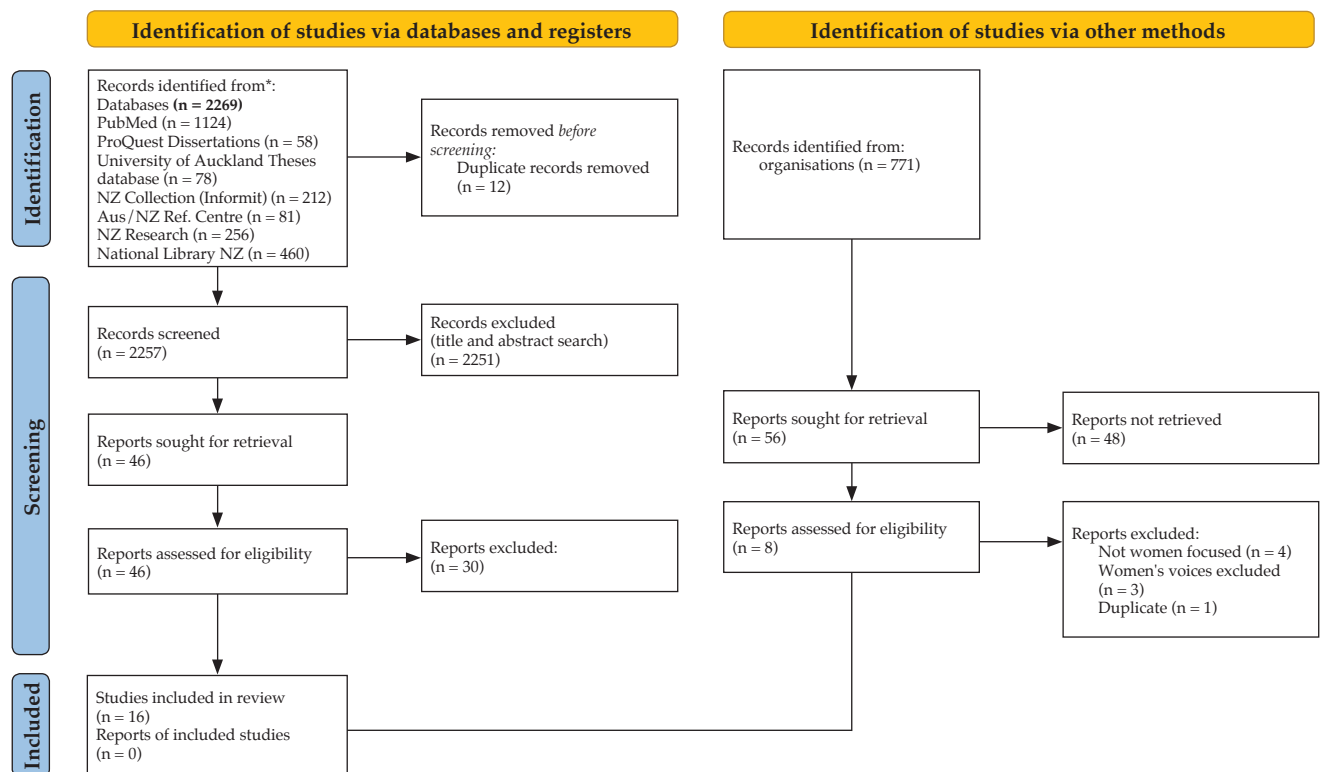 Identification of studies via databases and registers
Identification of studies via other methods
Identification
Records identified from*:
Databases (n = 2269)
PubMed (n = 1124)
ProQuest Dissertations (n = 58)
University of Auckland Theses
database (n = 78)
NZ Collection (Informit) (n = 212)
Aus/NZ Ref. Centre (n = 81)
NZ Research (n = 256)
National Library NZ (n = 460)
Records removed before
screening:
Duplicate records removed
(n = 12)
Records identified from:
organisations (n = 771)
Screening
Records screened
(n = 2257)
Records excluded
(title and abstract search)
(n = 2251)
Reports sought for retrieval
(n = 46)
Reports sought for retrieval
(n = 56)
Reports not retrieved
(n = 48)
Reports assessed for eligibility
(n = 46)
Reports excluded:
(n = 30)
Reports assessed for eligibility
(n = 8)
Reports excluded:
Not women focused (n = 4)
Women's voices excluded
(n = 3)
Duplicate (n = 1)
Included
Studies included in review
(n = 16)
Reports of included studies
(n = 0)